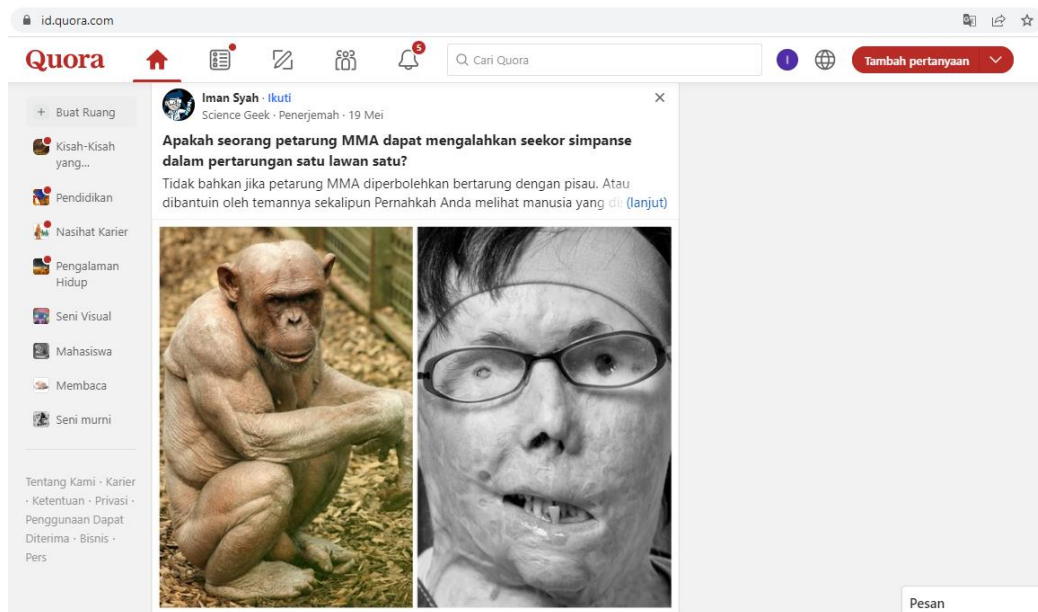 id.quora.com
Quora
5
Cari Quora
I
Tambah pertanyaan
+ Buat Ruang
Kisah-Kisah
yang...
Pendidikan
Nasihat Karier
Pengalaman
Hidup
Seni Visual
Mahasiswa
Membaca
Seni murni
Tentang Kami · Karier
· Ketentuan · Privasi ·
Penggunaan Dapat
Diterima · Bisnis ·
Pers
Iman Syah · Ikuti
Science Geek · Penerjemah · 19 Mei
Apakah seorang petarung MMA dapat mengalahkan seekor simpanse
dalam pertarungan satu lawan satu?
Tidak bahkan jika petarung MMA diperbolehkan bertarung dengan pisau. Atau
dibantuin oleh temannya sekalipun Pernahkah Anda melihat manusia yang (lanjut)
Pesan